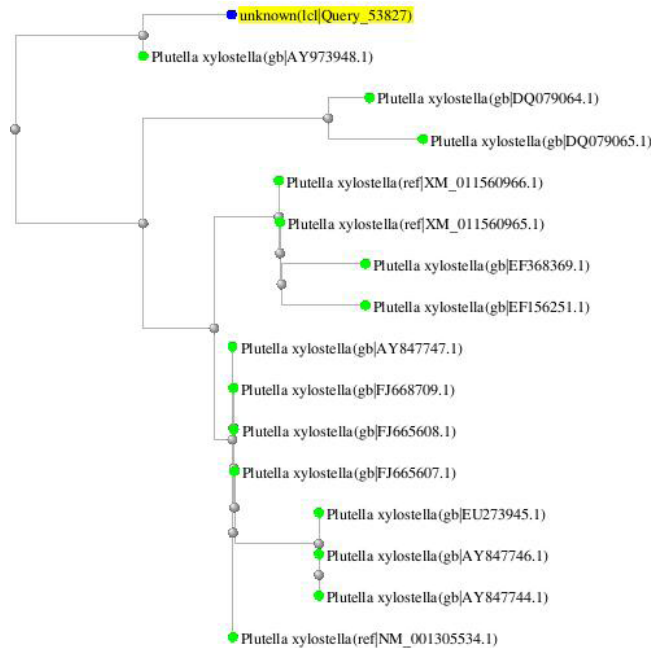 unknown(lcl|Query_53827)
Plutella xylostella(gb|AY973948.1)
Plutella xylostella(gb|DQ079064.1)
Plutella xylostella(gb|DQ079065.1)
Plutella xylostella(ref|XM_011560966.1)
Plutella xylostella(ref|XM_011560965.1)
Plutella xylostella(gb|EF368369.1)
Plutella xylostella(gb|EF156251.1)
Plutella xylostella(gb|AY847747.1)
Plutella xylostella(gb|FJ668709.1)
Plutella xylostella(gb|FJ665608.1)
Plutella xylostella(gb|FJ665607.1)
Plutella xylostella(gb|EU273945.1)
Plutella xylostella(gb|AY847746.1)
Plutella xylostella(gb|AY847744.1)
Plutella xylostella(ref|NM_001305534.1)